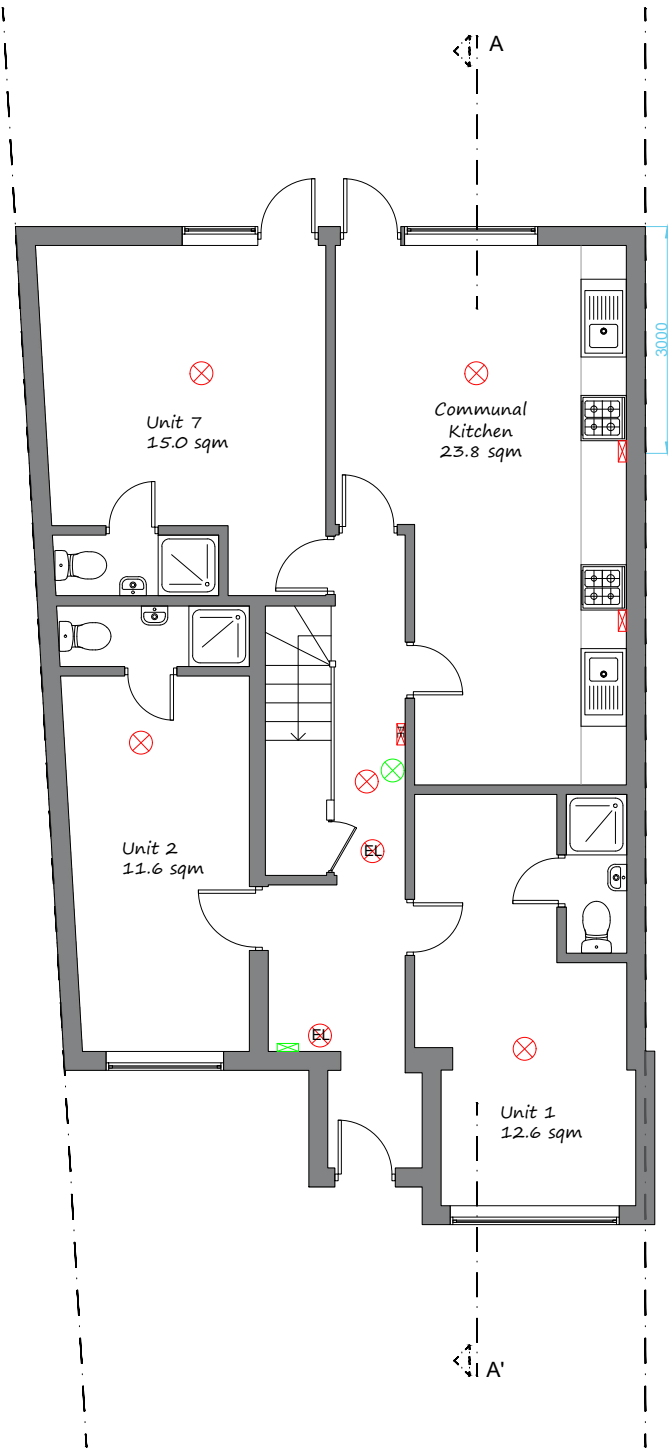 A
3000
Unit 7
15.0 sqm
Communal
Kitchen
23.8 sqm
Unit 2
11.6 sqm
EL
EL
Unit 1
12.6 sqm
A'